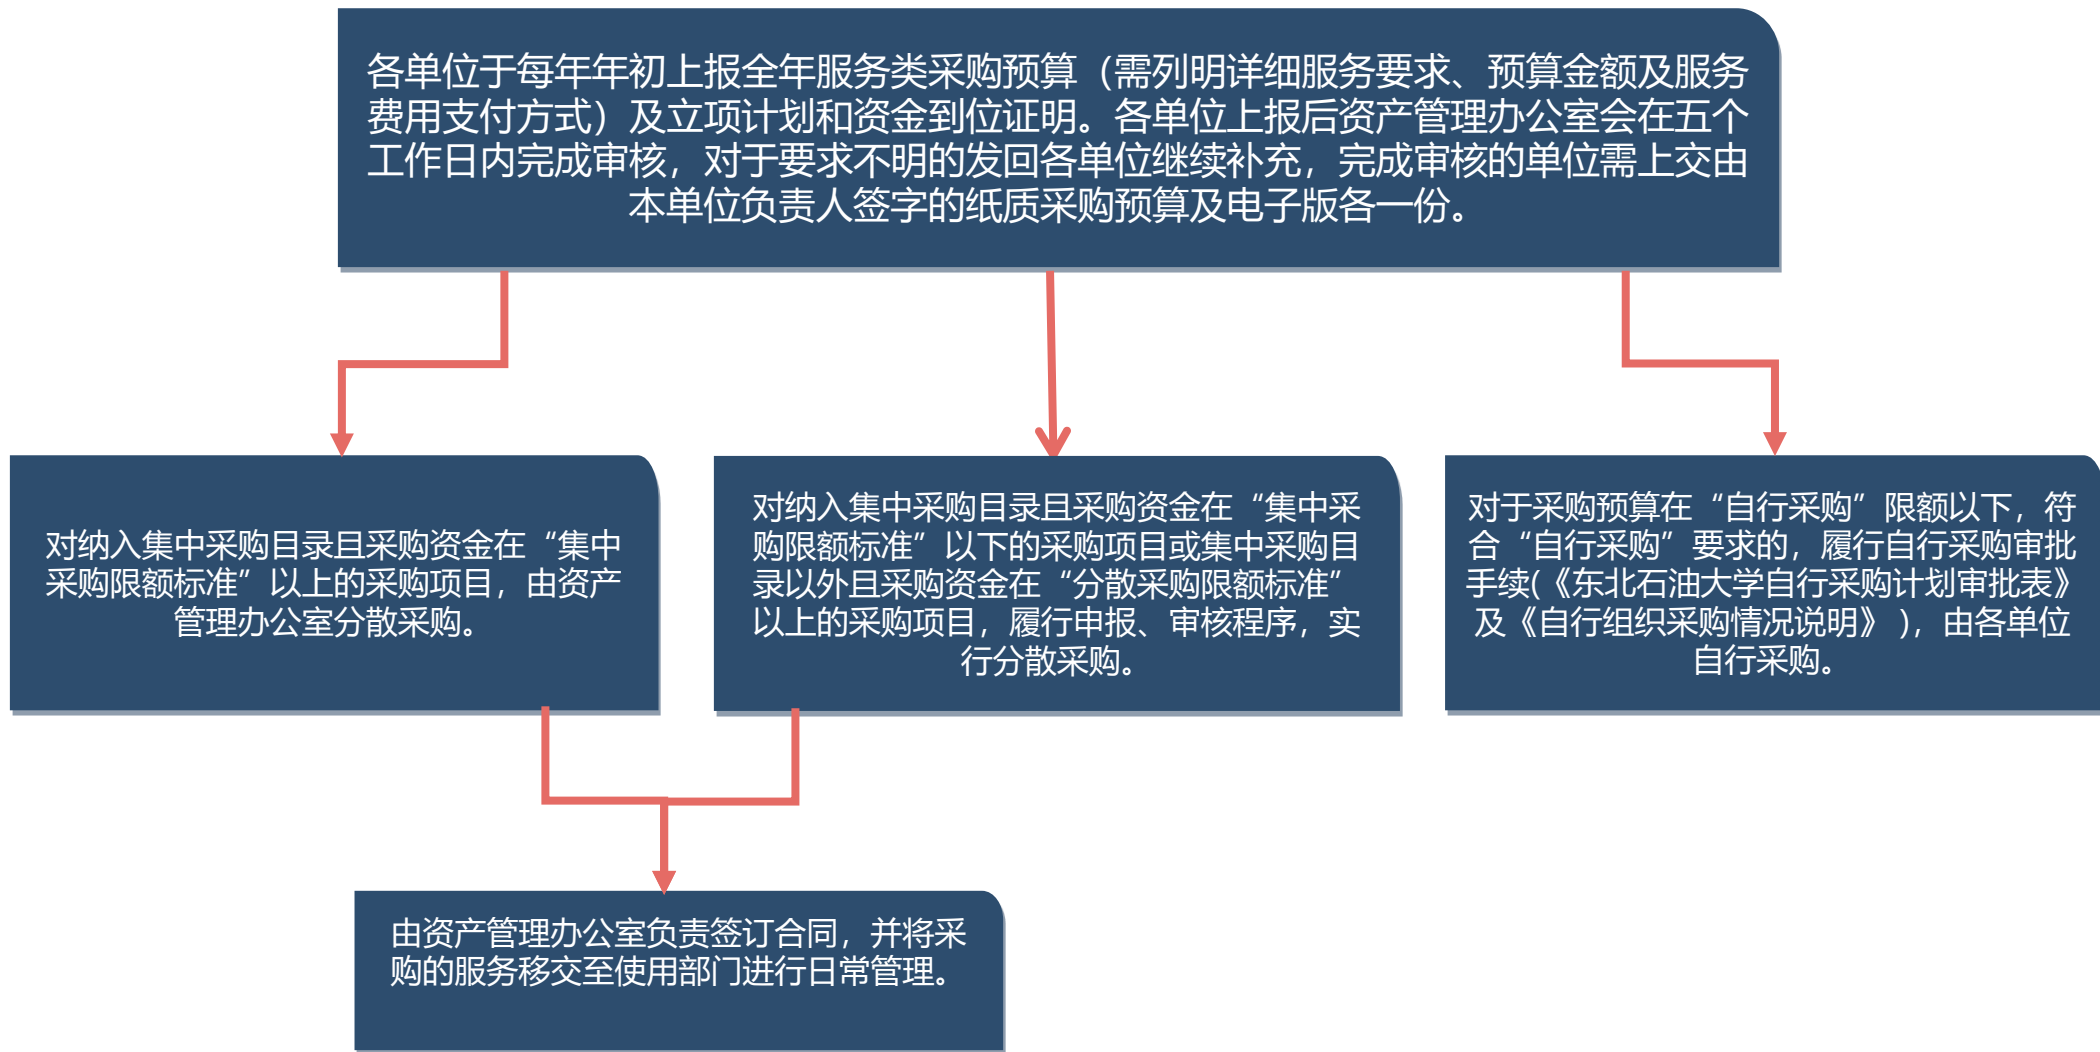 各单位于每年年初上报全年服务类采购预算（需列明详细服务要求、预算金额及服务
费用支付方式）及立项计划和资金到位证明。各单位上报后资产管理办公室会在五个
工作日内完成审核，对于要求不明的发回各单位继续补充，完成审核的单位需上交由
本单位负责人签字的纸质采购预算及电子版各一份。
对纳入集中采购目录且采购资金在“集中
采购限额标准”以上的采购项目，由资产
管理办公室分散采购。
对纳入集中采购目录且采购资金在“集中采
购限额标准”以下的采购项目或集中采购目
录以外且采购资金在“分散采购限额标准”
以上的采购项目，履行申报、审核程序，实
行分散采购。
对于采购预算在“自行采购”限额以下，符
合“自行采购”要求的，履行自行采购审批
手续(《东北石油大学自行采购计划审批表》
及《自行组织采购情况说明》)，由各单位
自行采购。
由资产管理办公室负责签订合同，并将采
购的服务移交至使用部门进行日常管理。